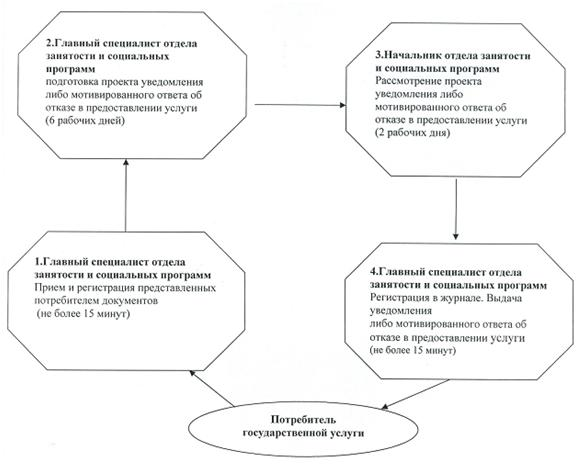 2.Главный специалист отдела
занятости и социальных
программ
подготовка проекта уведомления
либо мотивированного ответа об
отказе в предоставлении услуги
(6 рабочих дней)
3.Начальник отдела занятости
и социальных программ
Рассмотрение проекта
уведомления либо
мотивированного ответа об
отказе в предоставлении услуги
(2 рабочих дня)
1.Главный специалист отдела
занятости и социальных программ
Прием и регистрация представленных
потребителем документов
(не более 15 минут)
4.Главный специалист отдела
занятости и социальных программ
Регистрация в журнале. Выдача
уведомления
либо мотивированного ответа об
отказе в предоставлении услуги
(не более 15 минут)
Потребитель
государственной услуги